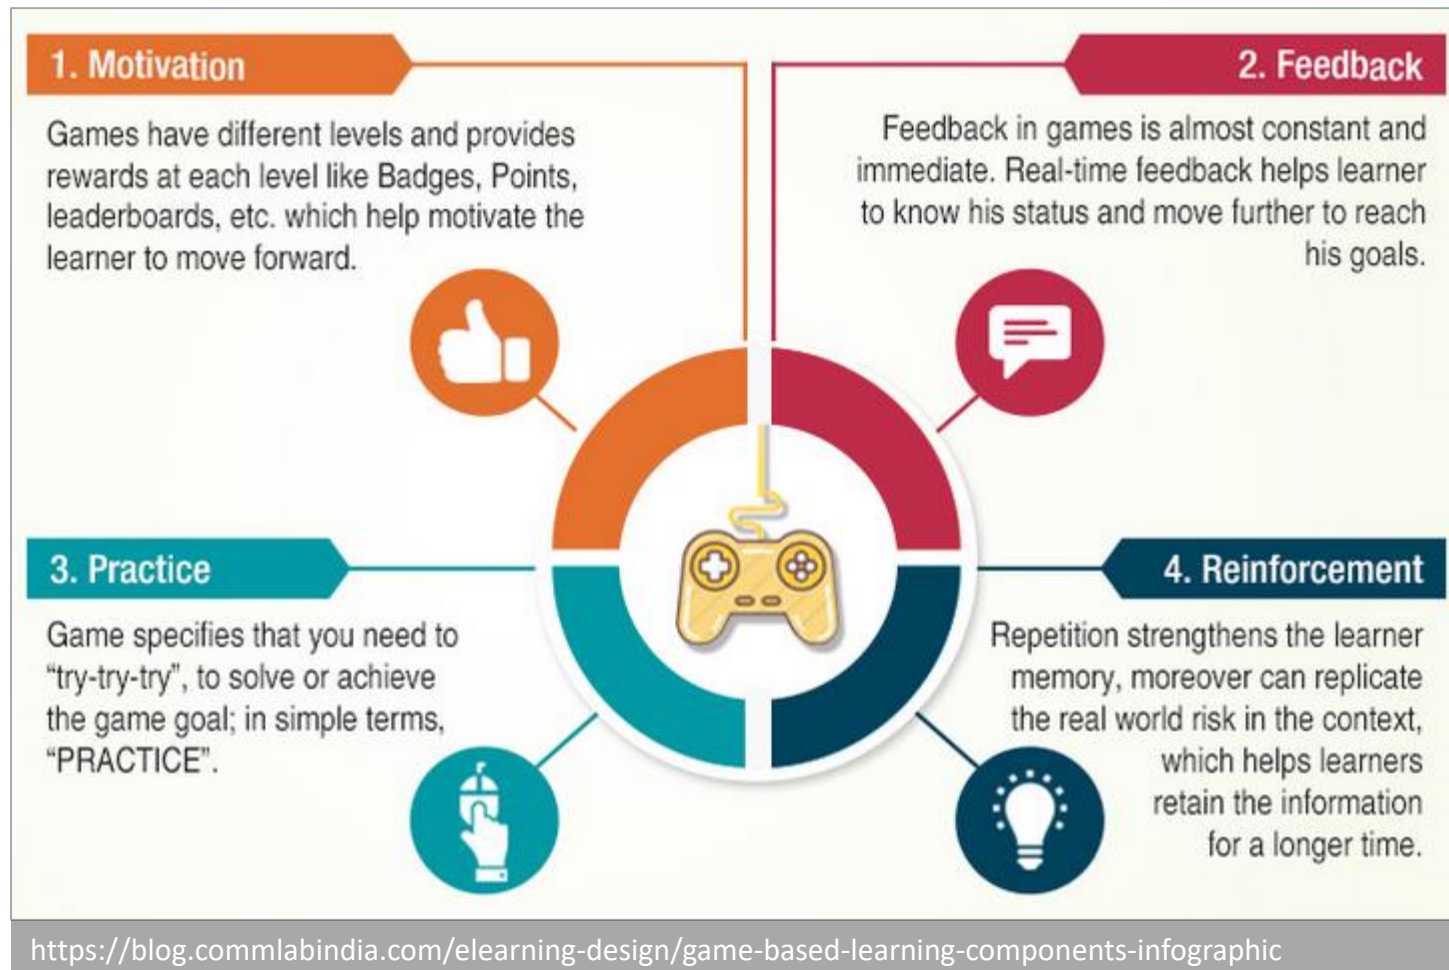 1. Motivation
Games have different levels and provides
rewards at each level like Badges, Points,
leaderboards, etc. which help motivate the
learner to move forward.
2. Feedback
Feedback in games is almost constant and
immediate. Real-time feedback helps learner
to know his status and move further to reach
his goals.
3. Practice
Game specifies that you need to
“try-try-try”, to solve or achieve
the game goal; in simple terms,
“PRACTICE”.
4. Reinforcement
Repetition strengthens the learner
memory, moreover can replicate
the real world risk in the context,
which helps learners
retain the information
for a longer time.
https://blog.commlabindia.com/elearning-design/game-based-learning-components-infographic